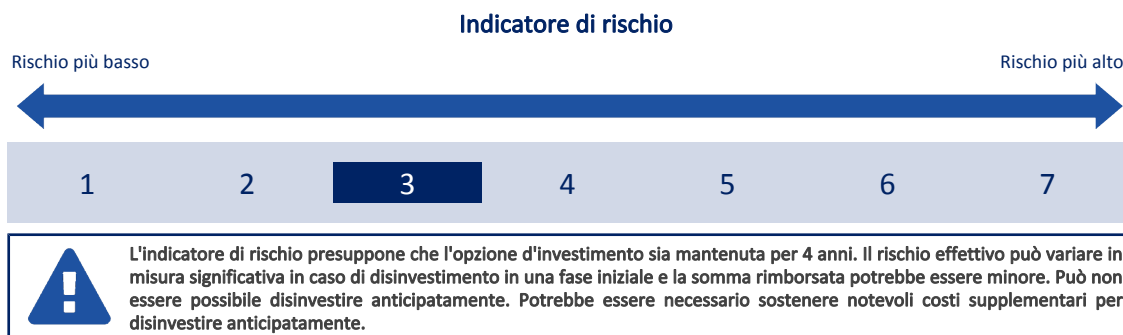 Indicatore di rischio
Rischio più basso Rischio più alto
1 2 3 4 5 6 7
L'indicatore di rischio presuppone che l'opzione d'investimento sia mantenuta per 4 anni. Il rischio effettivo può variare in
misura significativa in caso di disinvestimento in una fase iniziale e la somma rimborsata potrebbe essere minore. Può non
essere possibile disinvestire anticipatamente. Potrebbe essere necessario sostenere notevoli costi supplementari per
disinvestire anticipatamente.